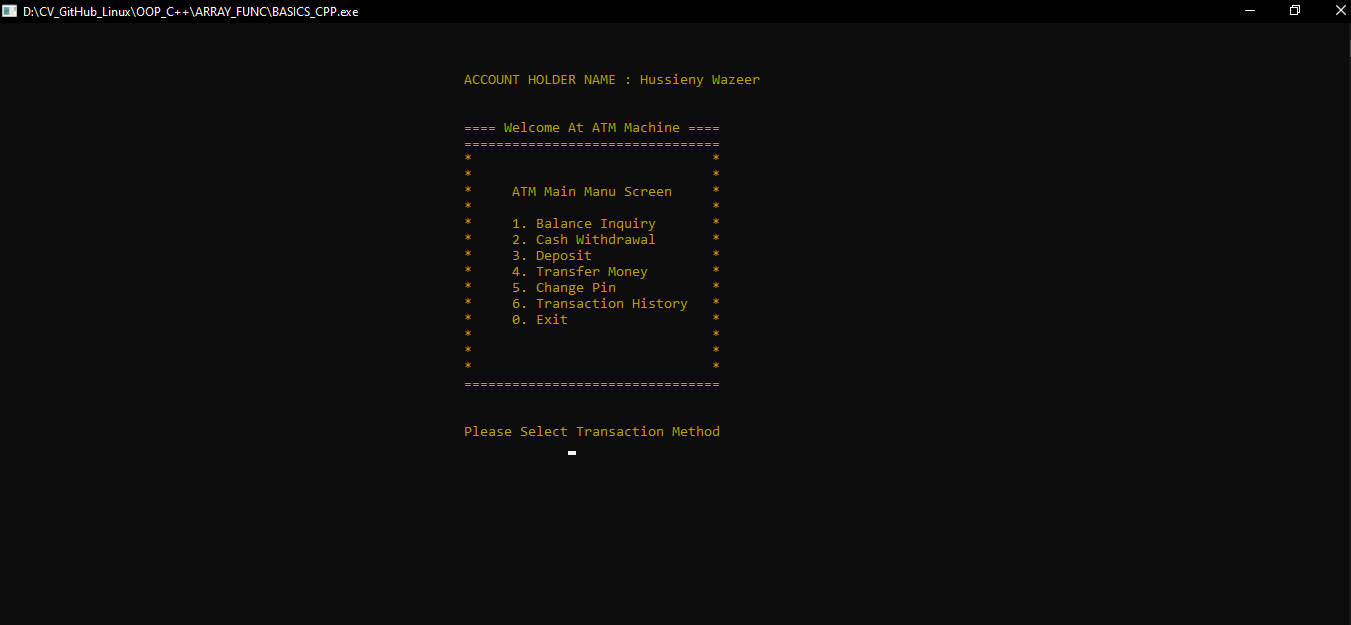 D:\CV_GitHub_Linux\OOP_C++\ARRAY_FUNC\BASICS_CPP.exe
ACCOUNT HOLDER NAME : Hussieny Wazeer
==== Welcome At ATM Machine ====
================================
*                              *
*                              *
*     ATM Main Manu Screen     *
*                              *
*     1. Balance Inquiry       *
*     2. Cash Withdrawal       *
*     3. Deposit               *
*     4. Transfer Money        *
*     5. Change Pin            *
*     6. Transaction History   *
*     0. Exit                  *
*                              *
*                              *
*                              *
================================
Please Select Transaction Method